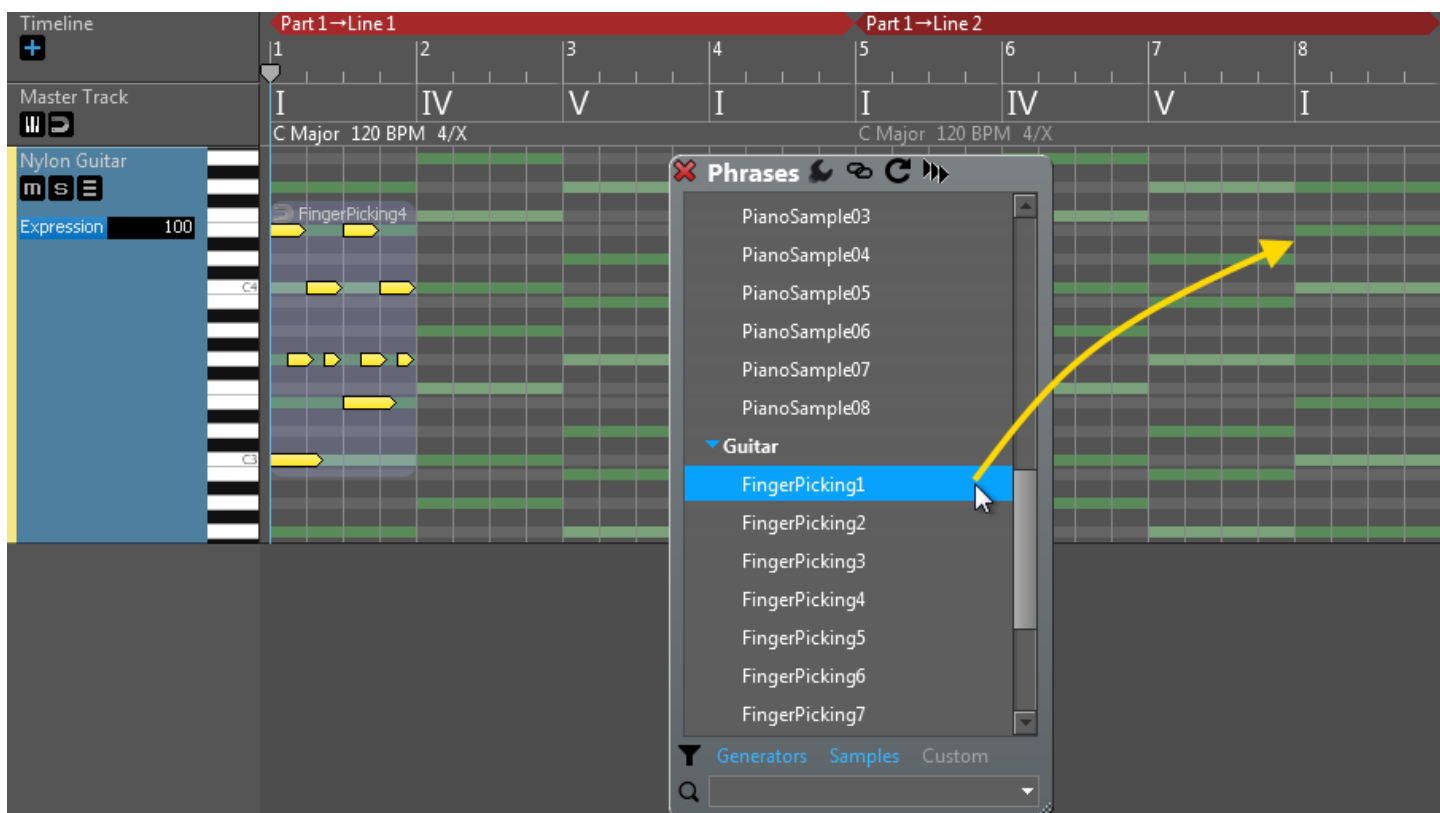 Timeline
Part 1→Line 1
Part 1→Line 2
1 2 3 4 5 6 7 8
Master Track
I IV V I I IV V I
C Major 120 BPM 4/X
C Major 120 BPM 4/X
Nylon Guitar
m s
Expression 100
FingerPicking4
C4
C3
Phrases
PianoSample03
PianoSample04
PianoSample05
PianoSample06
PianoSample07
PianoSample08
Guitar
FingerPicking1
FingerPicking2
FingerPicking3
FingerPicking4
FingerPicking5
FingerPicking6
FingerPicking7
Generators Samples Custom